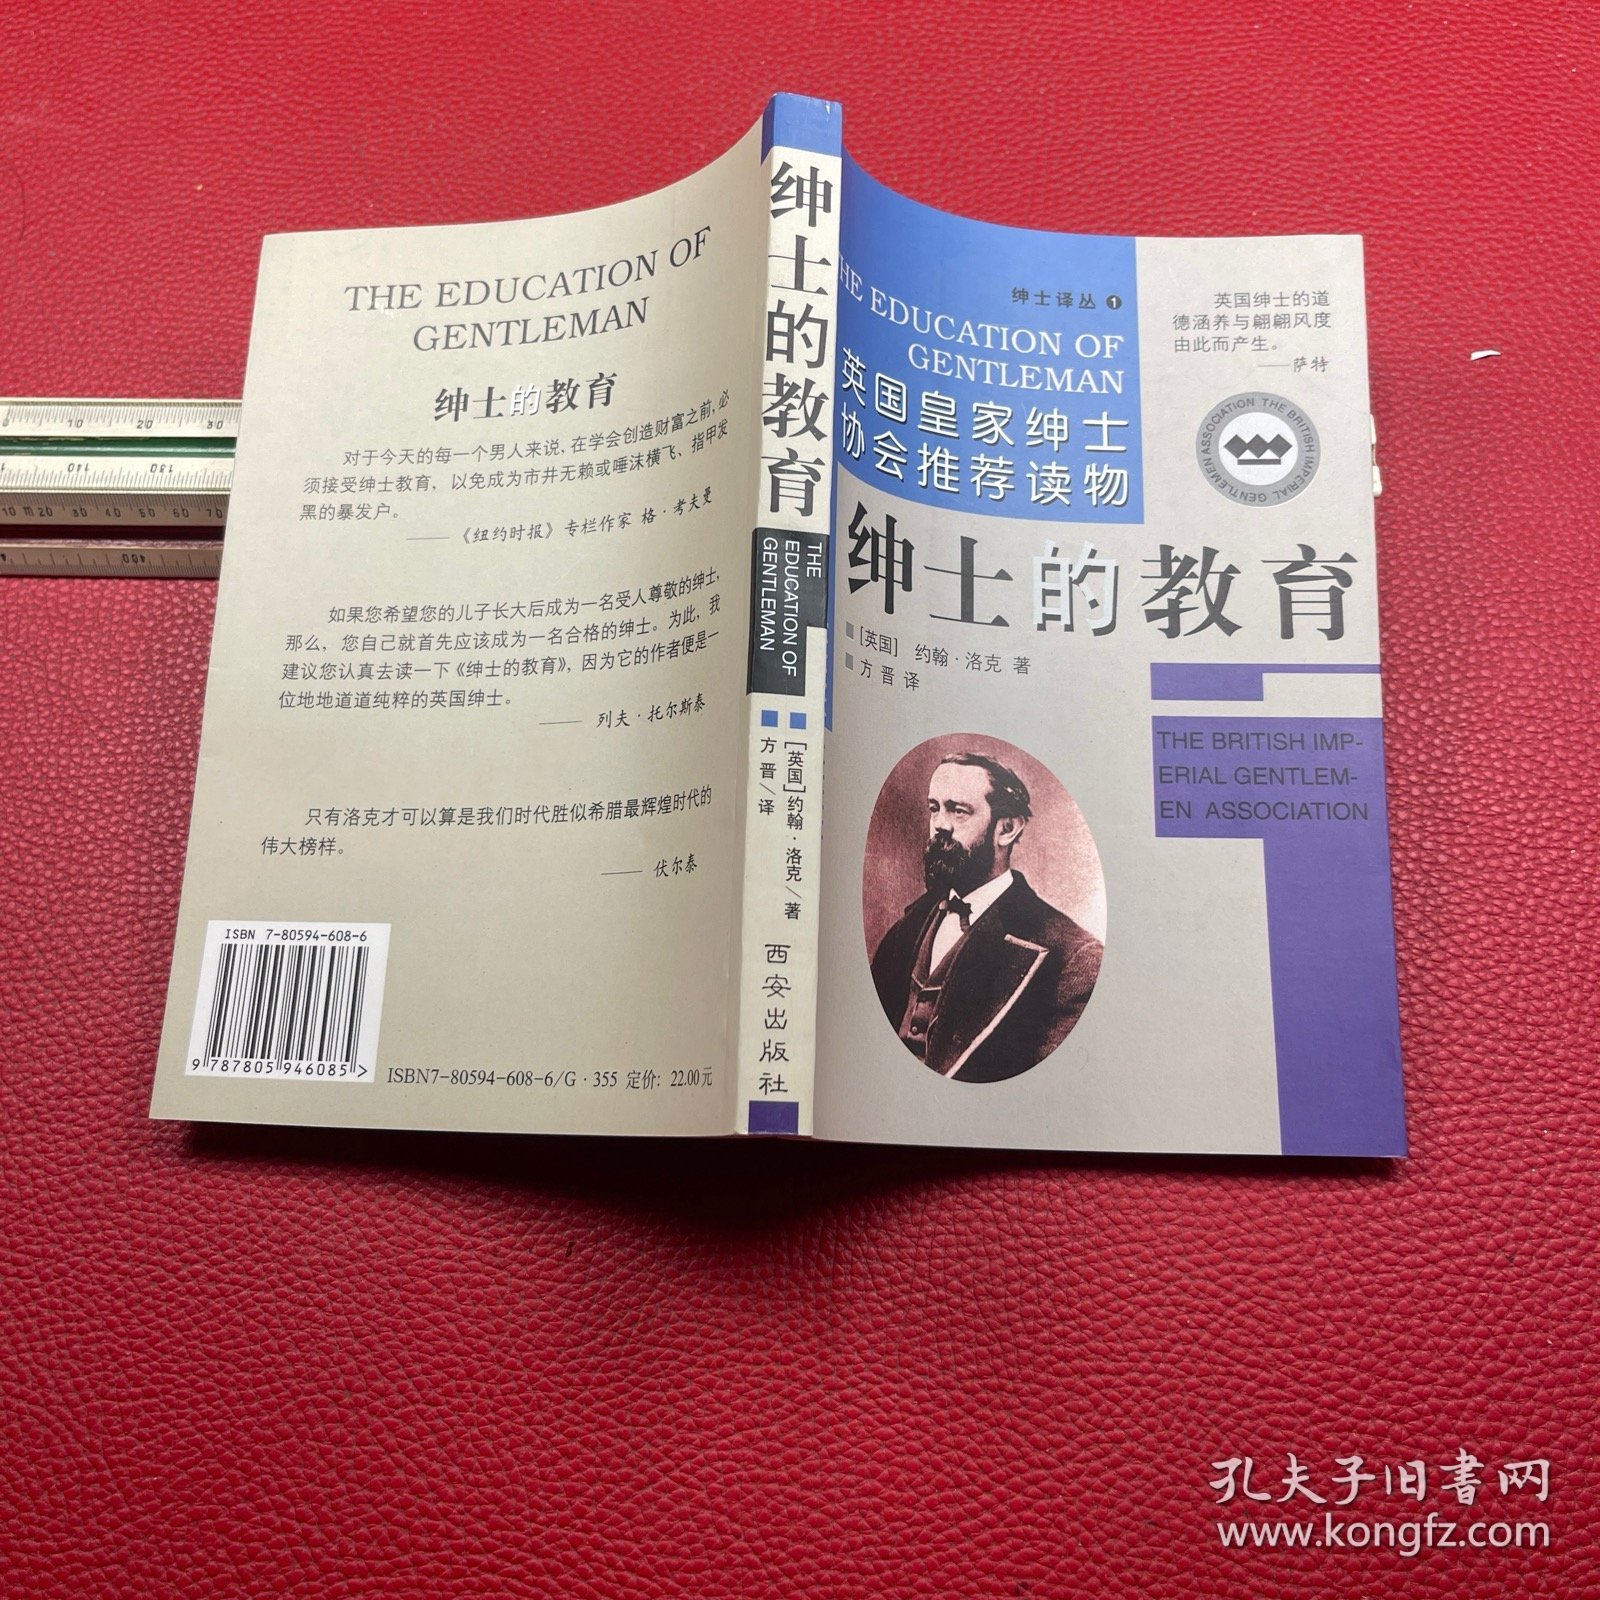 THE EDUCATION OF
GENTLEMAN
绅士的教育
对于今天的每一个男人来说，在学会创造财富之前，必
须接受绅士教育，以免成为市井无赖或唾沫横飞、指甲发
黑的暴发户。
——《纽约时报》专栏作家 格·考夫曼
如果您希望您的儿子长大后成为一名受人尊敬的绅士，
那么，您自己就首先应该成为一名合格的绅士。为此，我
建议您认真去读一下《绅士的教育》，因为它的作者便是一
位地地道道纯粹的英国绅士。
—— 列夫·托尔斯泰
只有洛克才可以算是我们时代胜似希腊最辉煌时代的
伟大榜样。
—— 伏尔泰
ISBN 7-80594-608-6
9 787805 946085 >
ISBN7-80594-608-6/G·355 定价：22.00元
绅士的教育
THE
EDUCATION OF
GENTLEMAN
[英国]约翰·洛克/著
方晋/译
西安出版社
绅士译丛 1
THE EDUCATION OF
GENTLEMAN
英国皇家绅士
协会推荐读物
英国绅士的道
德涵养与翩翩风度
由此而产生。
——萨特
THE BRITISH IMPERIAL GENTLEMEN ASSOCIATION
绅士的教育
[英国] 约翰·洛克 著
方晋 译
THE BRITISH IMP-
ERIAL GENTLEM-
EN ASSOCIATION
0 10 20 30
140 130
10 m 20 30 40 50 60 70
400
孔夫子旧书网
www.kongfz.com